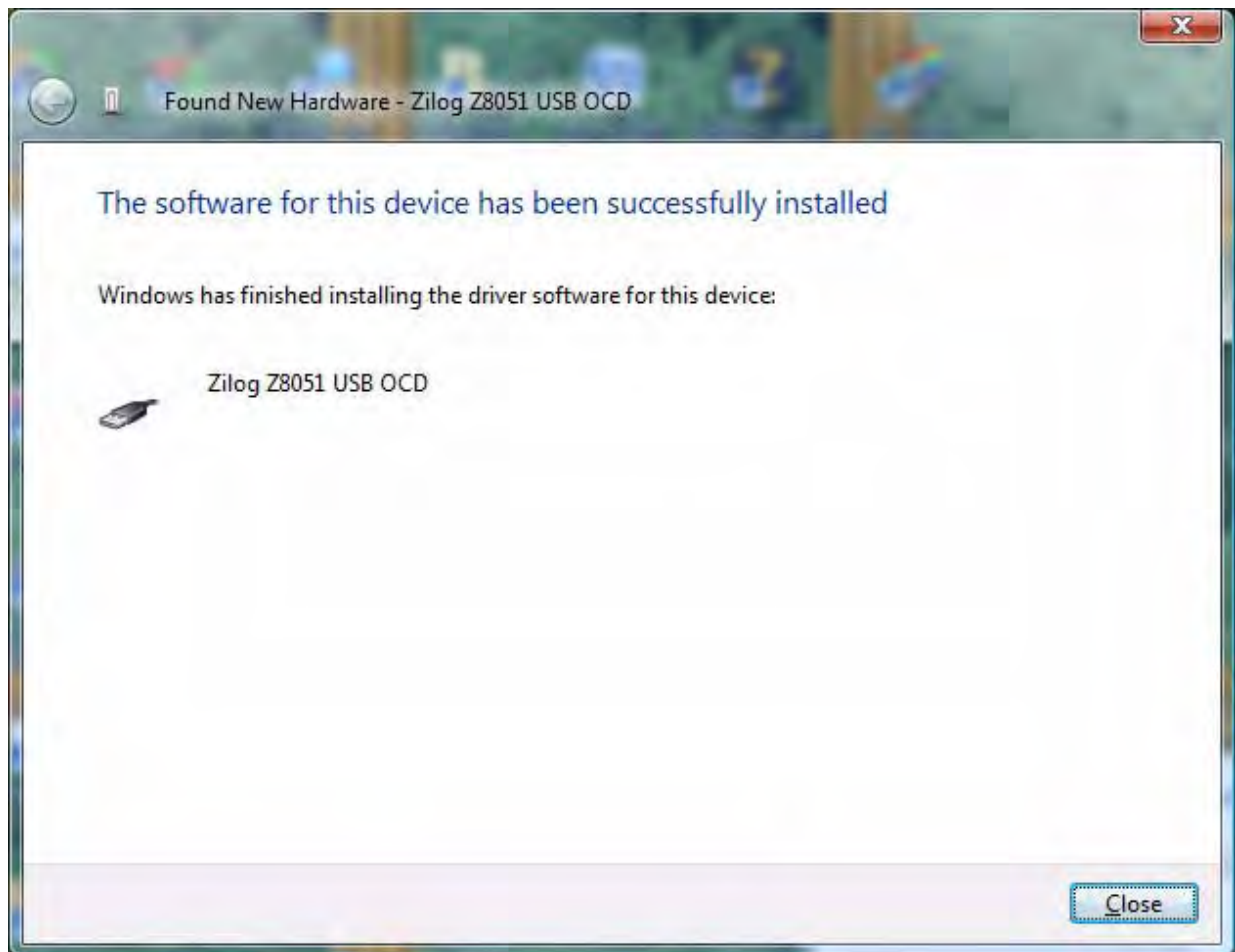 Found New Hardware - Zilog Z8051 USB OCD
The software for this device has been successfully installed
Windows has finished installing the driver software for this device:
Zilog Z8051 USB OCD
Close